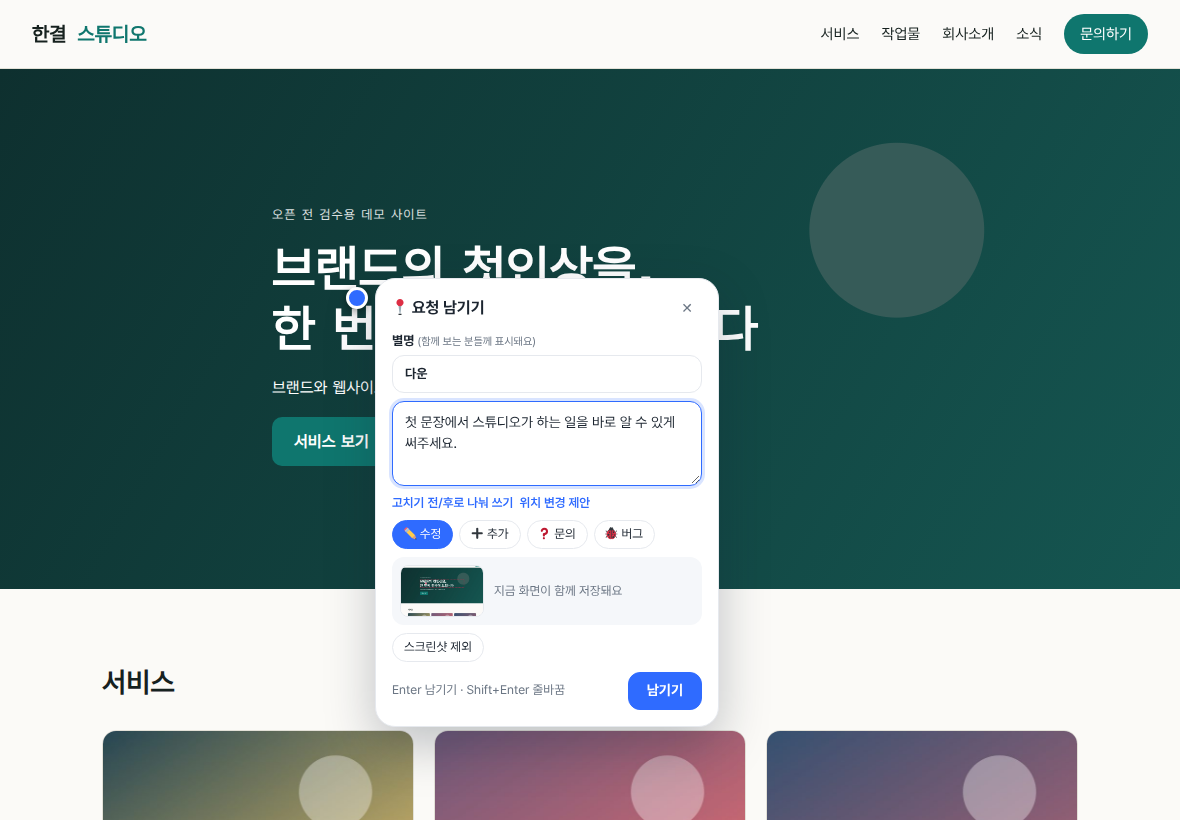 한결 스튜디오
서비스 작업물 회사소개 소식 문의하기
오픈 전 검수용 데모 사이트
브랜드의 첫인상을,
한 번 다
브랜드와 웹사이
서비스 보기
📍 요청 남기기 ×
별명 (함께 보는 분들께 표시돼요)
다운
첫 문장에서 스튜디오가 하는 일을 바로 알 수 있게
써주세요.
고치기 전/후로 나눠 쓰기 위치 변경 제안
✏️ 수정 ➕ 추가 ❓ 문의 🐞 버그
지금 화면이 함께 저장돼요
스크린샷 제외
Enter 남기기 · Shift+Enter 줄바꿈 남기기
서비스